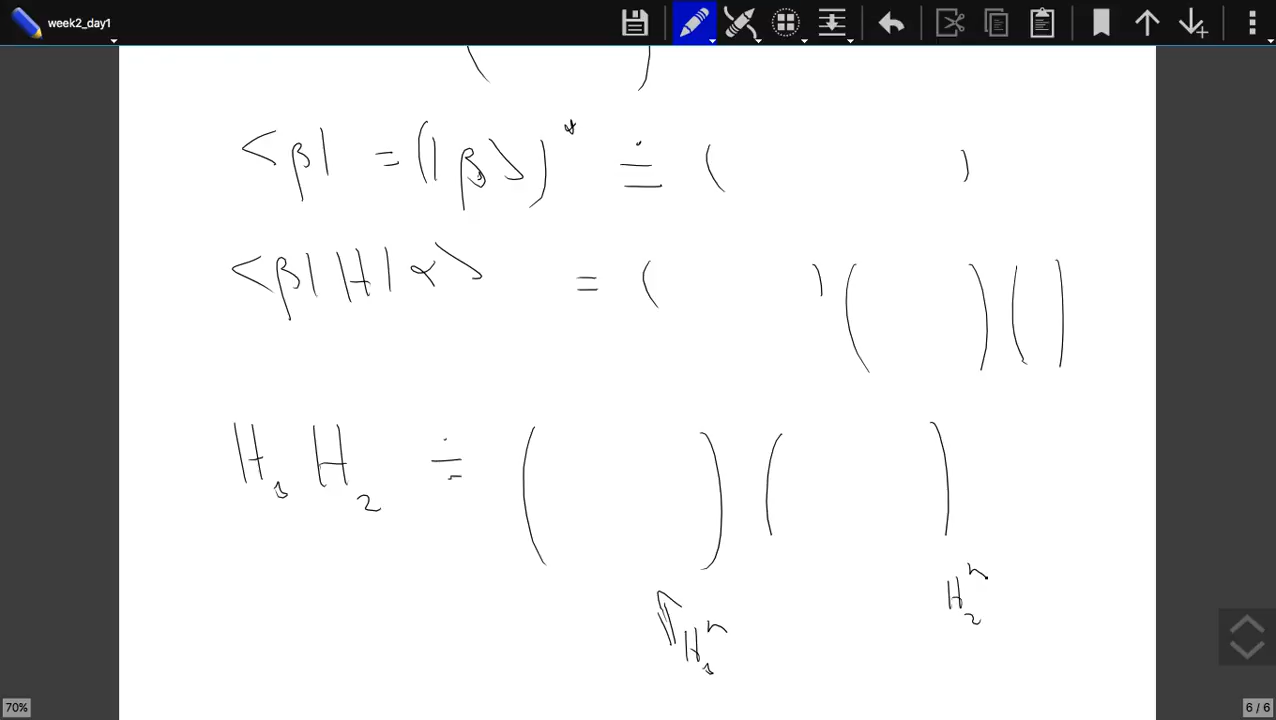 week2_day1
( )
<β| = (|β>)* ≐ ( )
<β|H|α> = ( ) ( ) ( )
H₁ H₂ ≐ ( ) ( )
H₂ⁿ
⇑ H₁ⁿ
70%
6 / 6